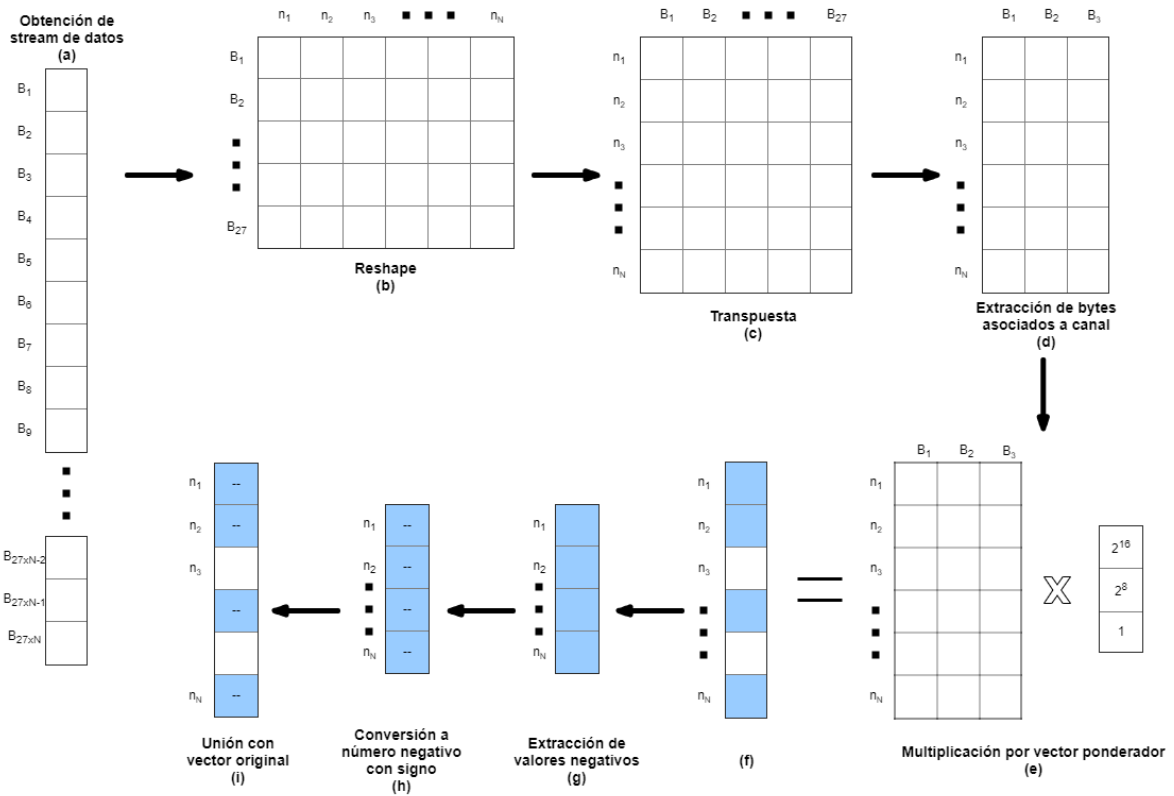 Obtención de
stream de datos
(a)
B1
B2
B3
B4
B5
B6
B7
B8
B9
B27xN-2
B27xN-1
B27xN
n1 n2 n3 nN
B1
B2
B27
Reshape
(b)
B1 B2 B27
n1
n2
n3
nN
Transpuesta
(c)
B1 B2 B3
n1
n2
n3
nN
Extracción de bytes
asociados a canal
(d)
B1 B2 B3
n1
n2
n3
nN
X
2^16
2^8
1
Multiplicación por vector ponderador
(e)
=
n1
n2
n3
nN
(f)
n1
n2
nN
Extracción de
valores negativos
(g)
n1 --
n2 --
--
nN --
Conversión a
número negativo
con signo
(h)
n1 --
n2 --
n3
--
nN --
Unión con
vector original
(i)